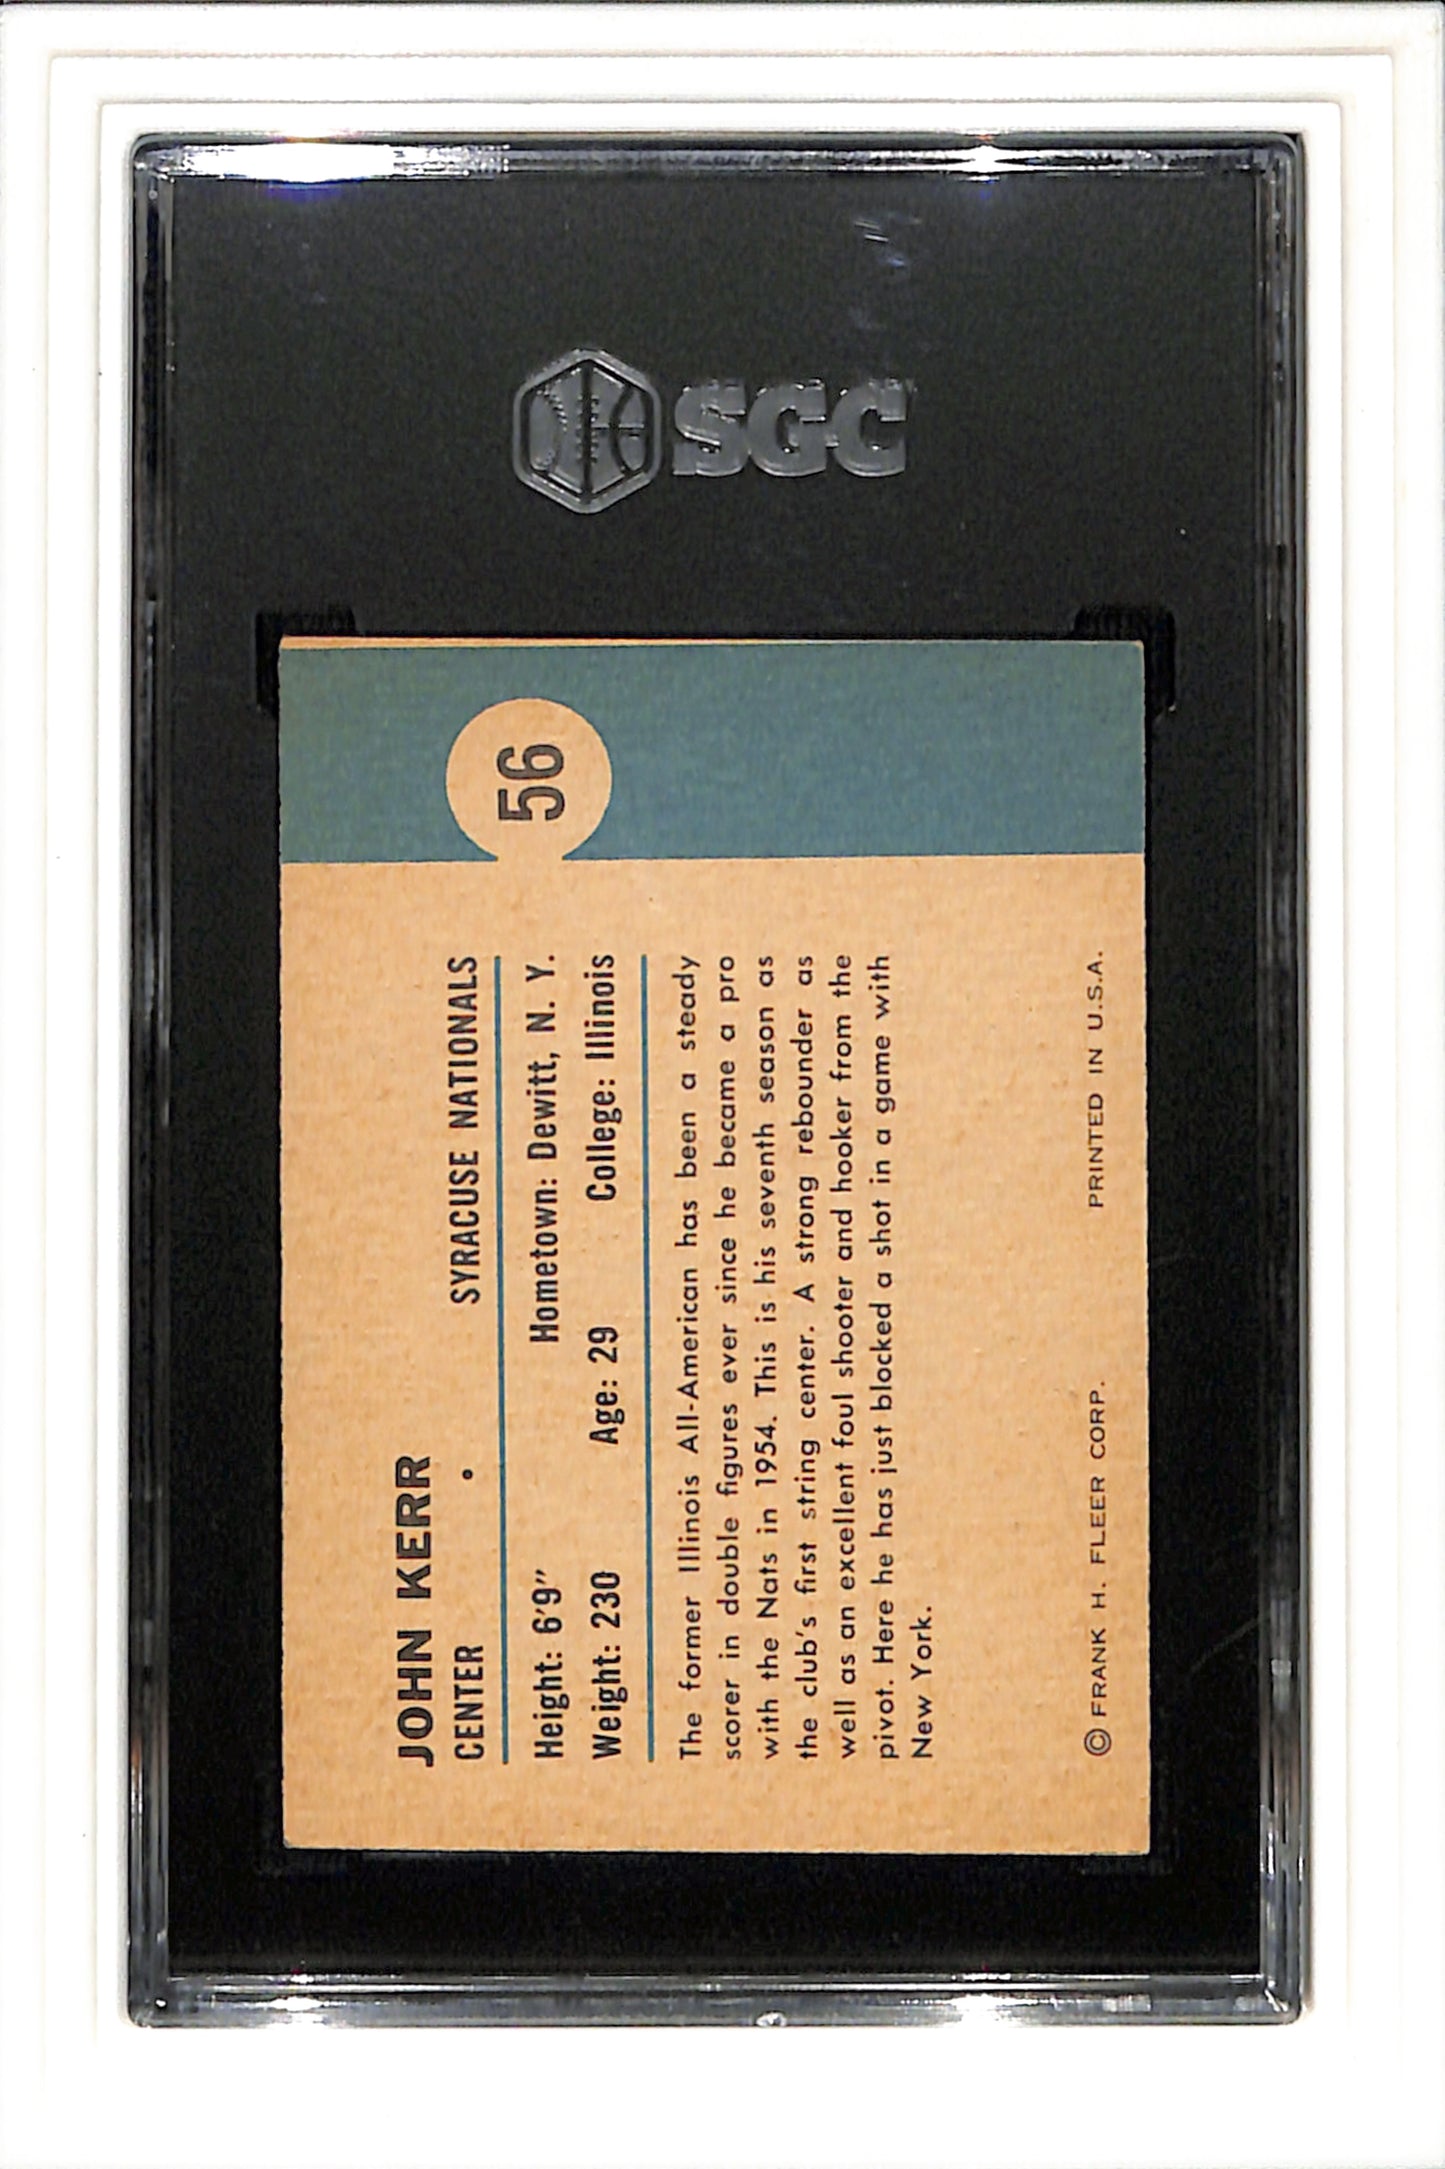 SGC
56
JOHN KERR
CENTER • SYRACUSE NATIONALS
Height: 6'9" Hometown: Dewitt, N. Y.
Weight: 230 Age: 29 College: Illinois
The former Illinois All-American has been a steady
scorer in double figures ever since he became a pro
with the Nats in 1954. This is his seventh season as
the club's first string center. A strong rebounder as
well as an excellent foul shooter and hooker from the
pivot. Here he has just blocked a shot in a game with
New York.
© FRANK H. FLEER CORP. PRINTED IN U.S.A.